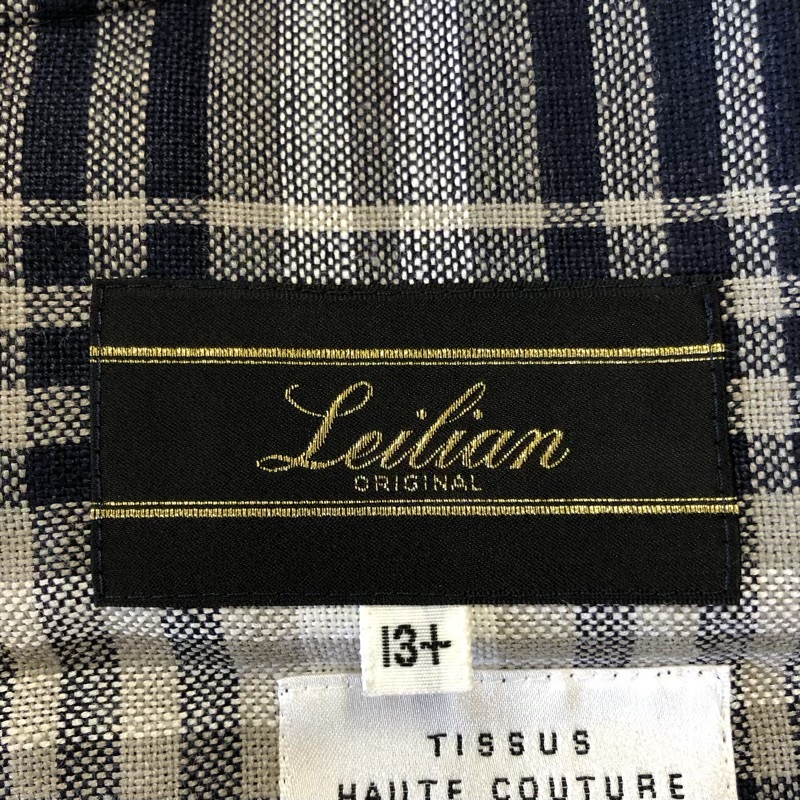 Leilian
ORIGINAL
13+
TISSUS
HAUTE COUTURE